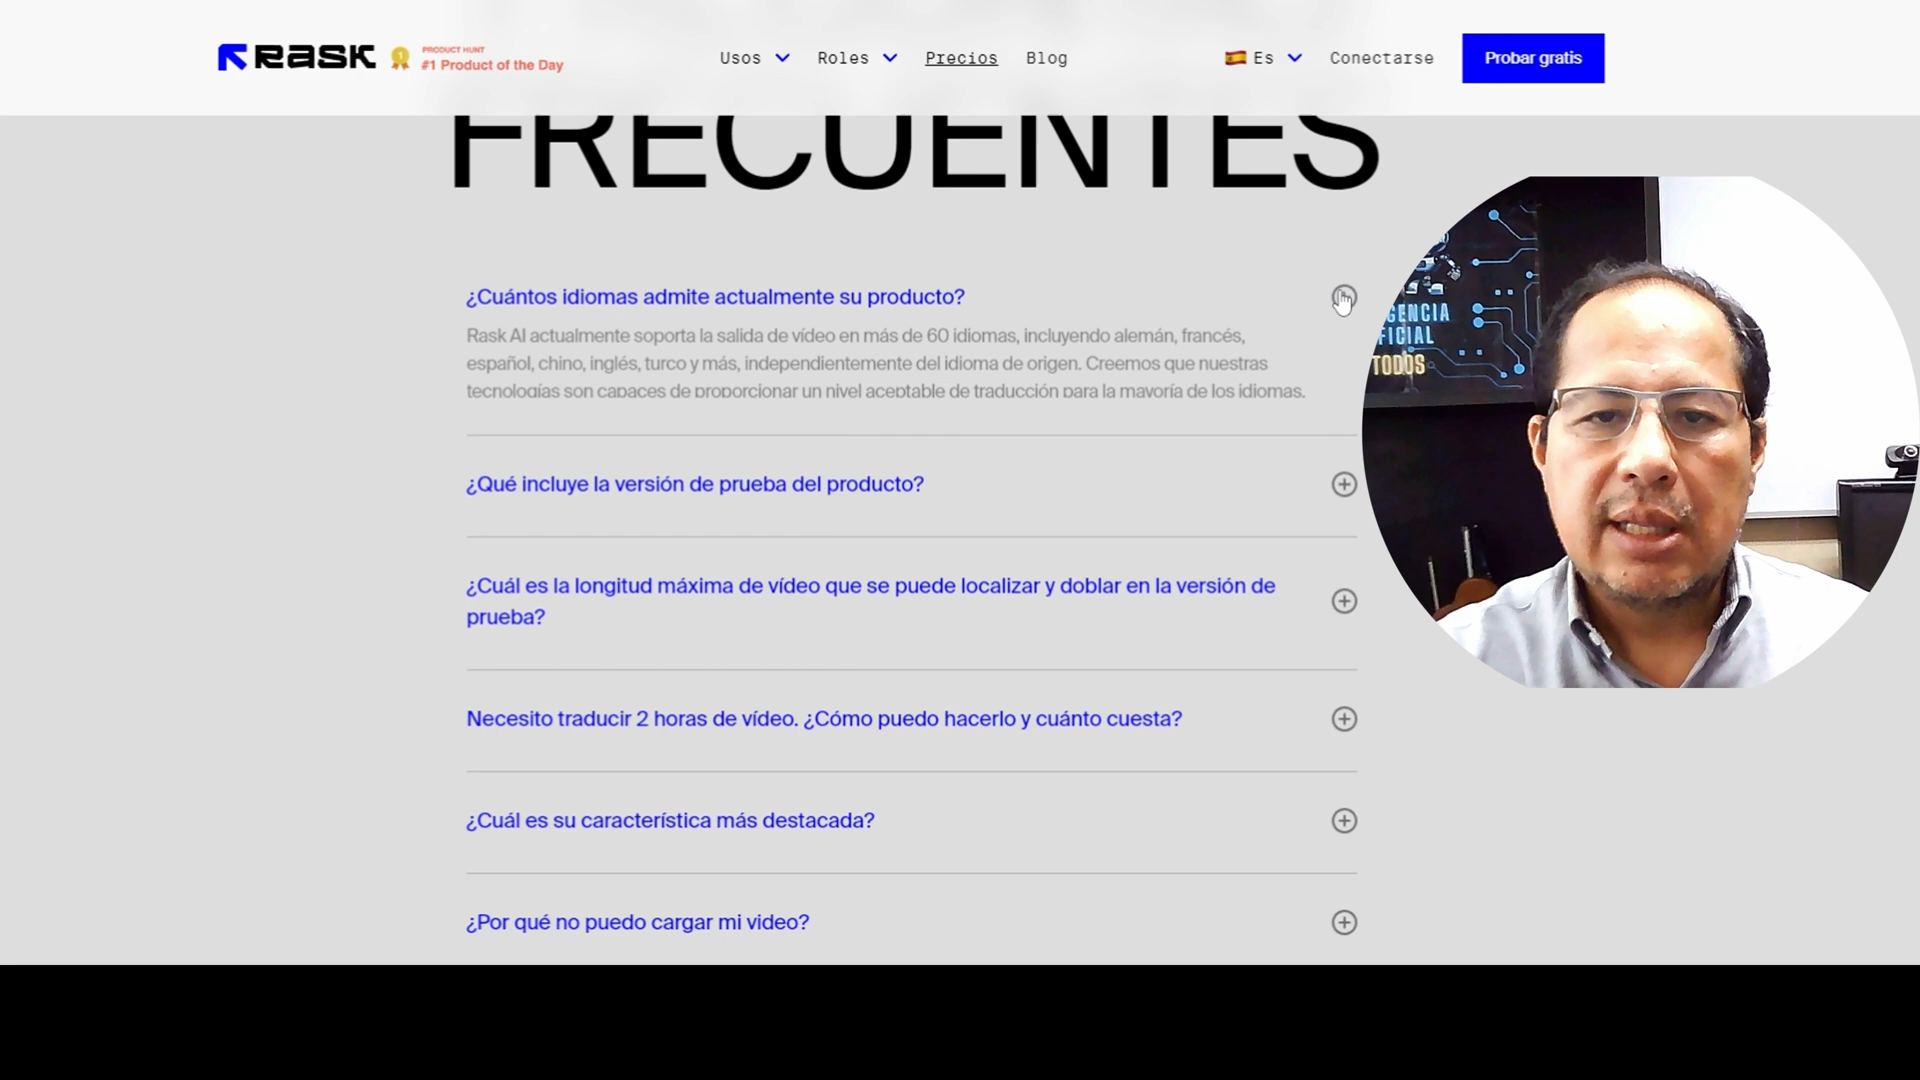 Rask
PRODUCT HUNT
#1 Product of the Day
Usos
Roles
Precios
Blog
Es
Conectarse
Probar gratis
FRECUENTES
¿Cuántos idiomas admite actualmente su producto?
Rask AI actualmente soporta la salida de vídeo en más de 60 idiomas, incluyendo alemán, francés,
español, chino, inglés, turco y más, independientemente del idioma de origen. Creemos que nuestras
tecnologías son capaces de proporcionar un nivel aceptable de traducción para la mayoría de los idiomas.
¿Qué incluye la versión de prueba del producto?
¿Cuál es la longitud máxima de vídeo que se puede localizar y doblar en la versión de
prueba?
Necesito traducir 2 horas de vídeo. ¿Cómo puedo hacerlo y cuánto cuesta?
¿Cuál es su característica más destacada?
¿Por qué no puedo cargar mi video?
GENCIA
FICIAL
TODOS